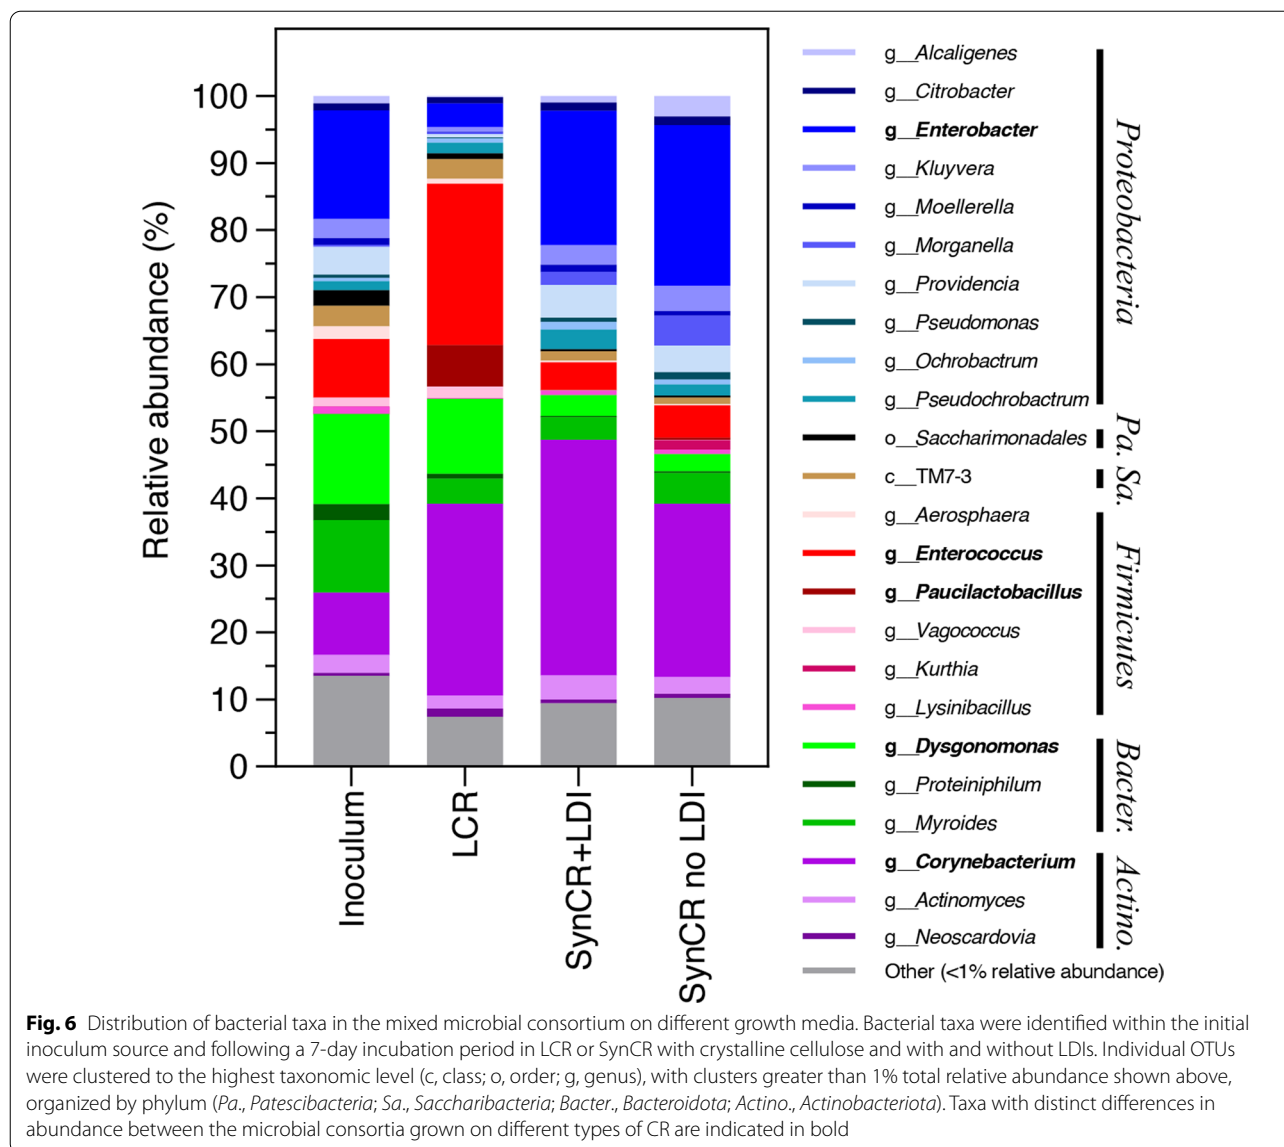 100
90
80
70
60
50
40
30
20
10
0
Relative abundance (%)
Inoculum
LCR
SynCR+LDI
SynCR no LDI
g__Alcaligenes
g__Citrobacter
g__Enterobacter
g__Kluyvera
g__Moellerella
g__Morganella
g__Providencia
g__Pseudomonas
g__Ochrobactrum
g__Pseudochrobactrum
o__Saccharimonadales
c__TM7-3
g__Aerosphaera
g__Enterococcus
g__Paucilactobacillus
g__Vagococcus
g__Kurthia
g__Lysinibacillus
g__Dysgonomonas
g__Proteiniphilum
g__Myroides
g__Corynebacterium
g__Actinomyces
g__Neoscardovia
Other (<1% relative abundance)
Proteobacteria
Pa.
Sa.
Firmicutes
Bacter.
Actino.
Fig. 6 Distribution of bacterial taxa in the mixed microbial consortium on different growth media. Bacterial taxa were identified within the initial
inoculum source and following a 7-day incubation period in LCR or SynCR with crystalline cellulose and with and without LDIs. Individual OTUs
were clustered to the highest taxonomic level (c, class; o, order; g, genus), with clusters greater than 1% total relative abundance shown above,
organized by phylum (Pa., Patescibacteria; Sa., Saccharibacteria; Bacter., Bacteroidota; Actino., Actinobacteriota). Taxa with distinct differences in
abundance between the microbial consortia grown on different types of CR are indicated in bold